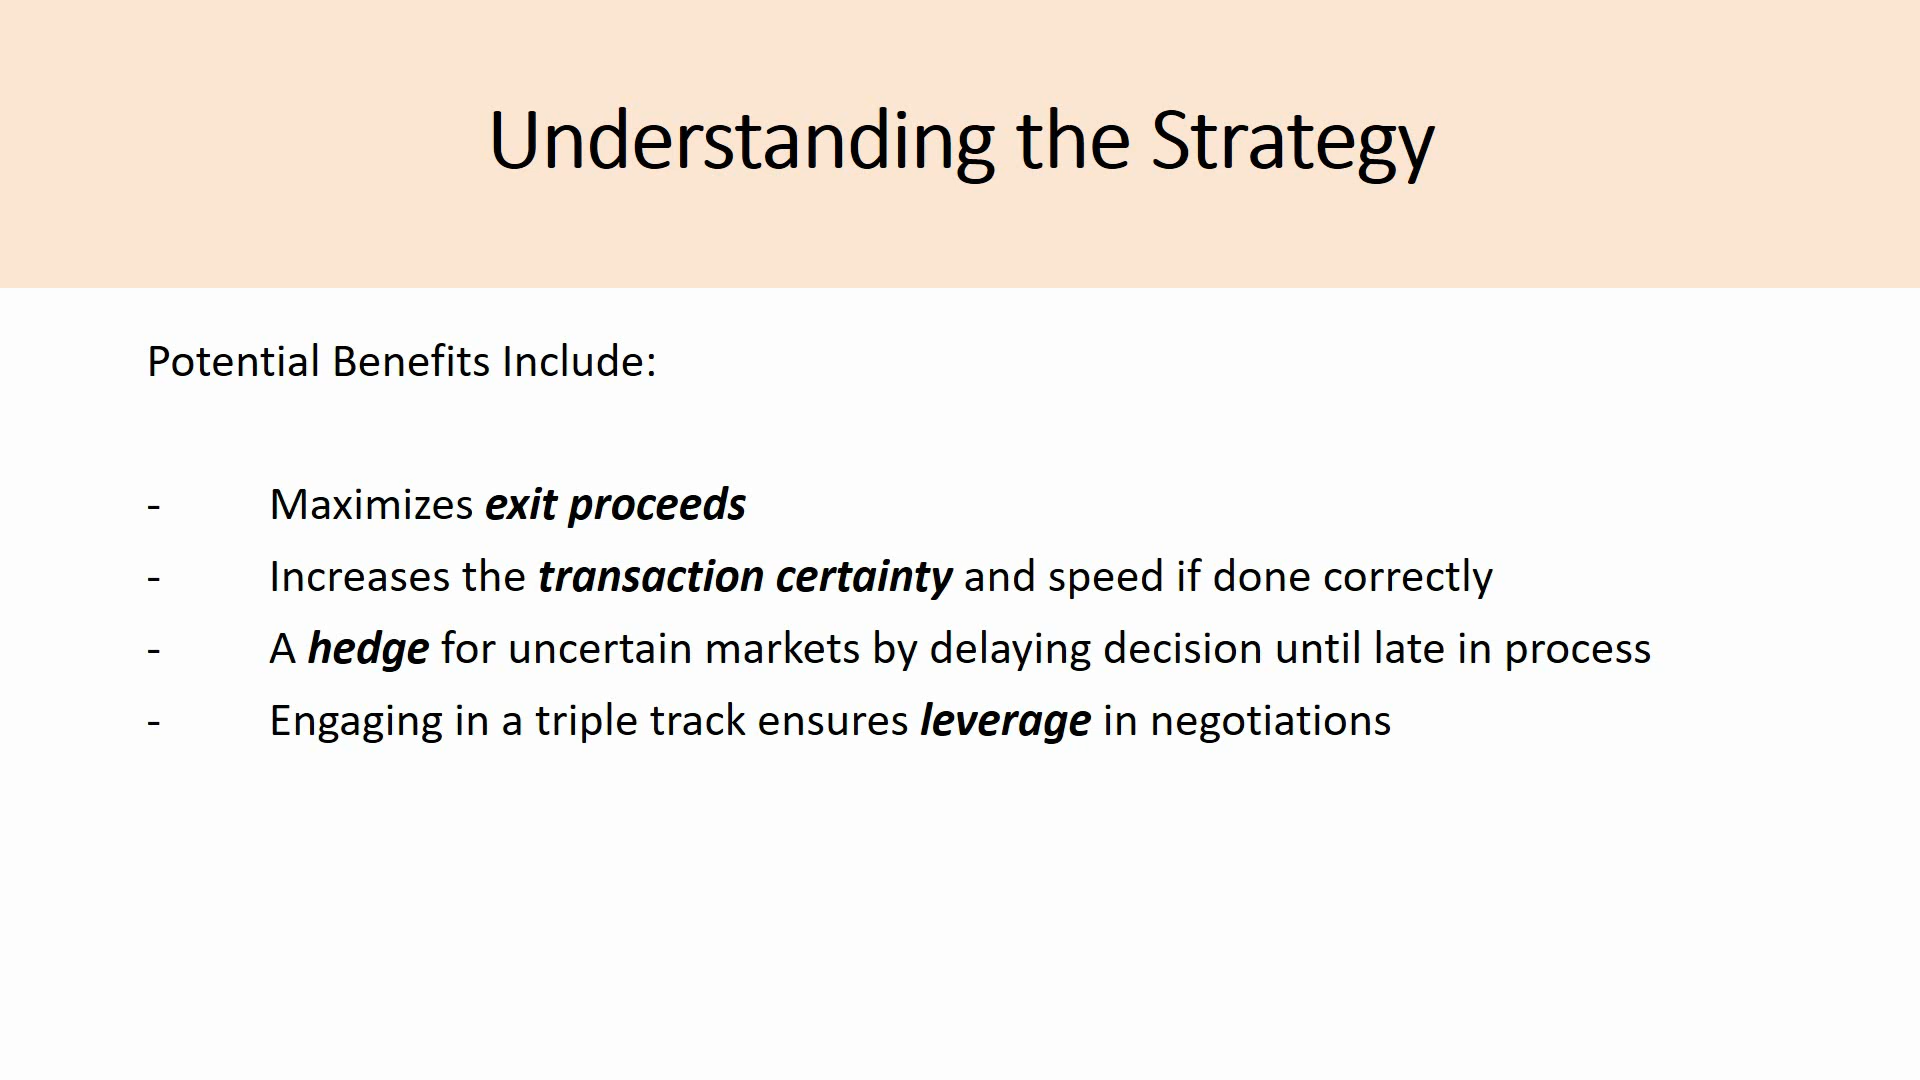 Understanding the Strategy
Potential Benefits Include:
- Maximizes exit proceeds
- Increases the transaction certainty and speed if done correctly
- A hedge for uncertain markets by delaying decision until late in process
- Engaging in a triple track ensures leverage in negotiations